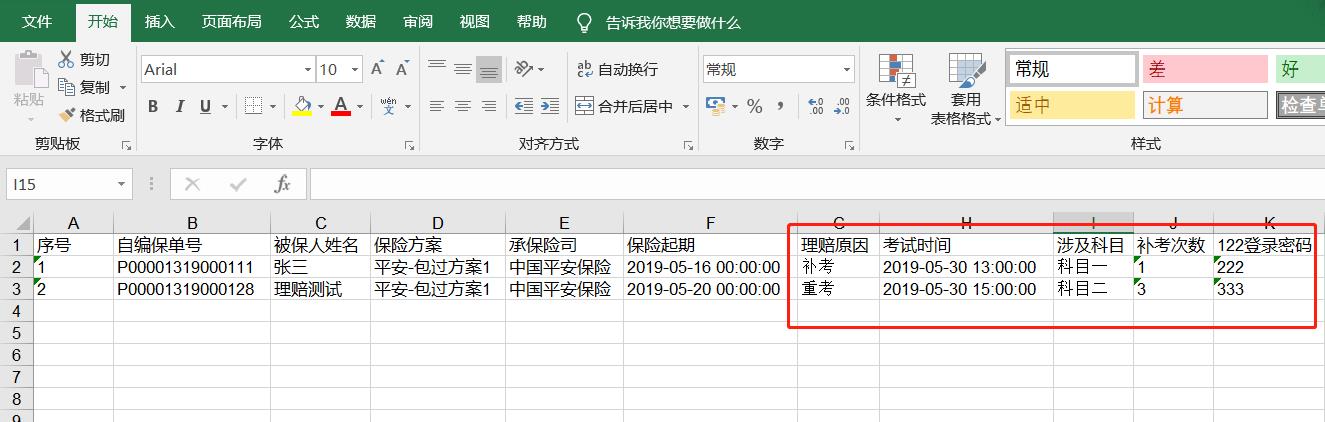 文件 开始 插入 页面布局 公式 数据 审阅 视图 帮助 告诉我你想要做什么
粘贴 剪切 复制 格式刷
剪贴板
Arial 10 A A
B I U A wén 文
字体
ab 自动换行
合并后居中
对齐方式
常规
% , .0 .00
数字
条件格式 套用表格格式
常规 差 好
适中 计算 检查单
样式
I15 fx
A B C D E F G H I J K
1 序号 自编保单号 被保人姓名 保险方案 承保险司 保险起期 理赔原因 考试时间 涉及科目 补考次数 122登录密码
2 1 P00001319000111 张三 平安-包过方案1 中国平安保险 2019-05-16 00:00:00 补考 2019-05-30 13:00:00 科目一 1 222
3 2 P00001319000128 理赔测试 平安-包过方案1 中国平安保险 2019-05-20 00:00:00 重考 2019-05-30 15:00:00 科目二 3 333
4
5
6
7
8
9